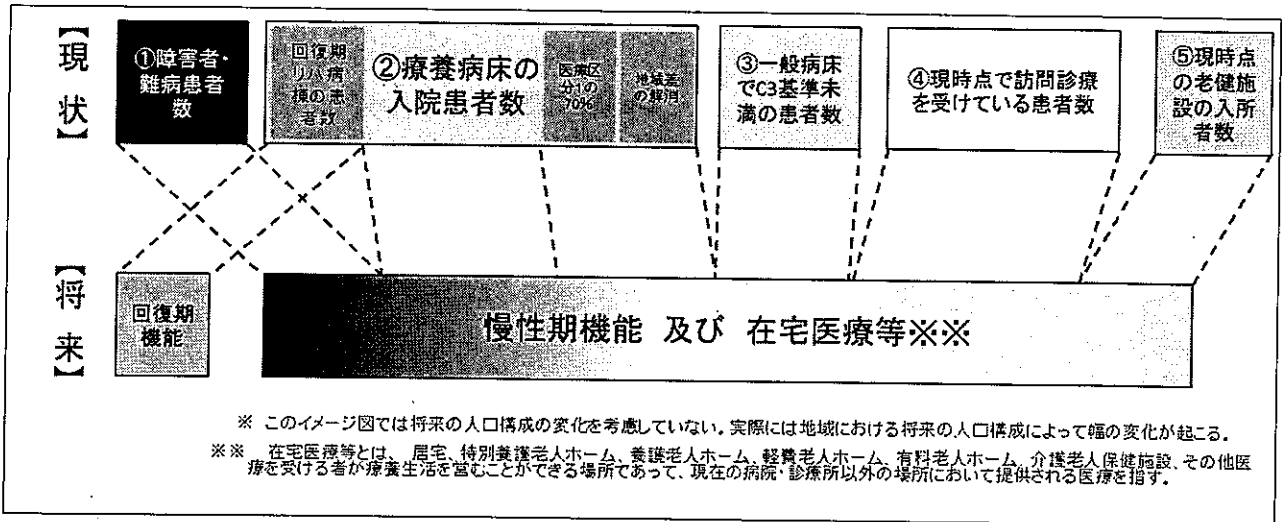 【現状】
①障害者・
難病患者
数
回復期
リハ病
棟の患
者数
②療養病床の
入院患者数
医療区
分1の
70%
地域差
の解消
③一般病床
でC3基準未
満の患者数
④現時点で訪問診療
を受けている患者数
⑤現時点
の老健施
設の入所
者数
【将来】
回復期
機能
慢性期機能 及び 在宅医療等※※
※ このイメージ図では将来の人口構成の変化を考慮していない。実際には地域における将来の人口構成によって幅の変化が起こる。
※※ 在宅医療等とは、居宅、特別養護老人ホーム、養護老人ホーム、軽費老人ホーム、有料老人ホーム、介護老人保健施設、その他医
療を受ける者が療養生活を営むことができる場所であって、現在の病院・診療所以外の場所において提供される医療を指す。